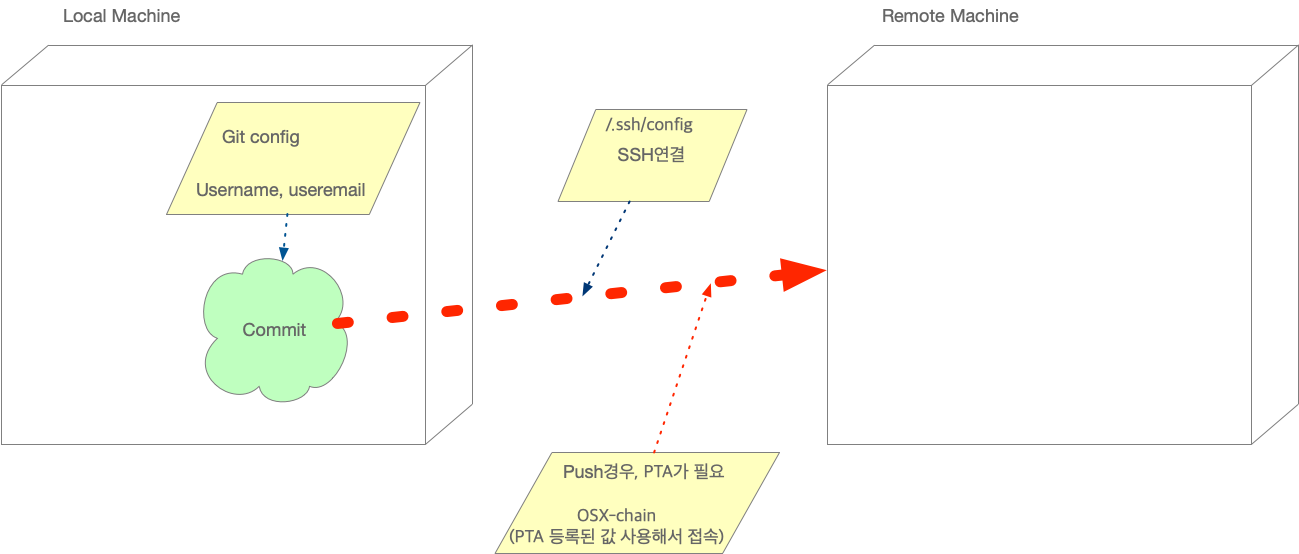 Local Machine
Remote Machine
Git config
Username, useremail
/.ssh/config
SSH연결
Commit
Push경우, PTA가 필요
OSX-chain
(PTA 등록된 값 사용해서 접속)